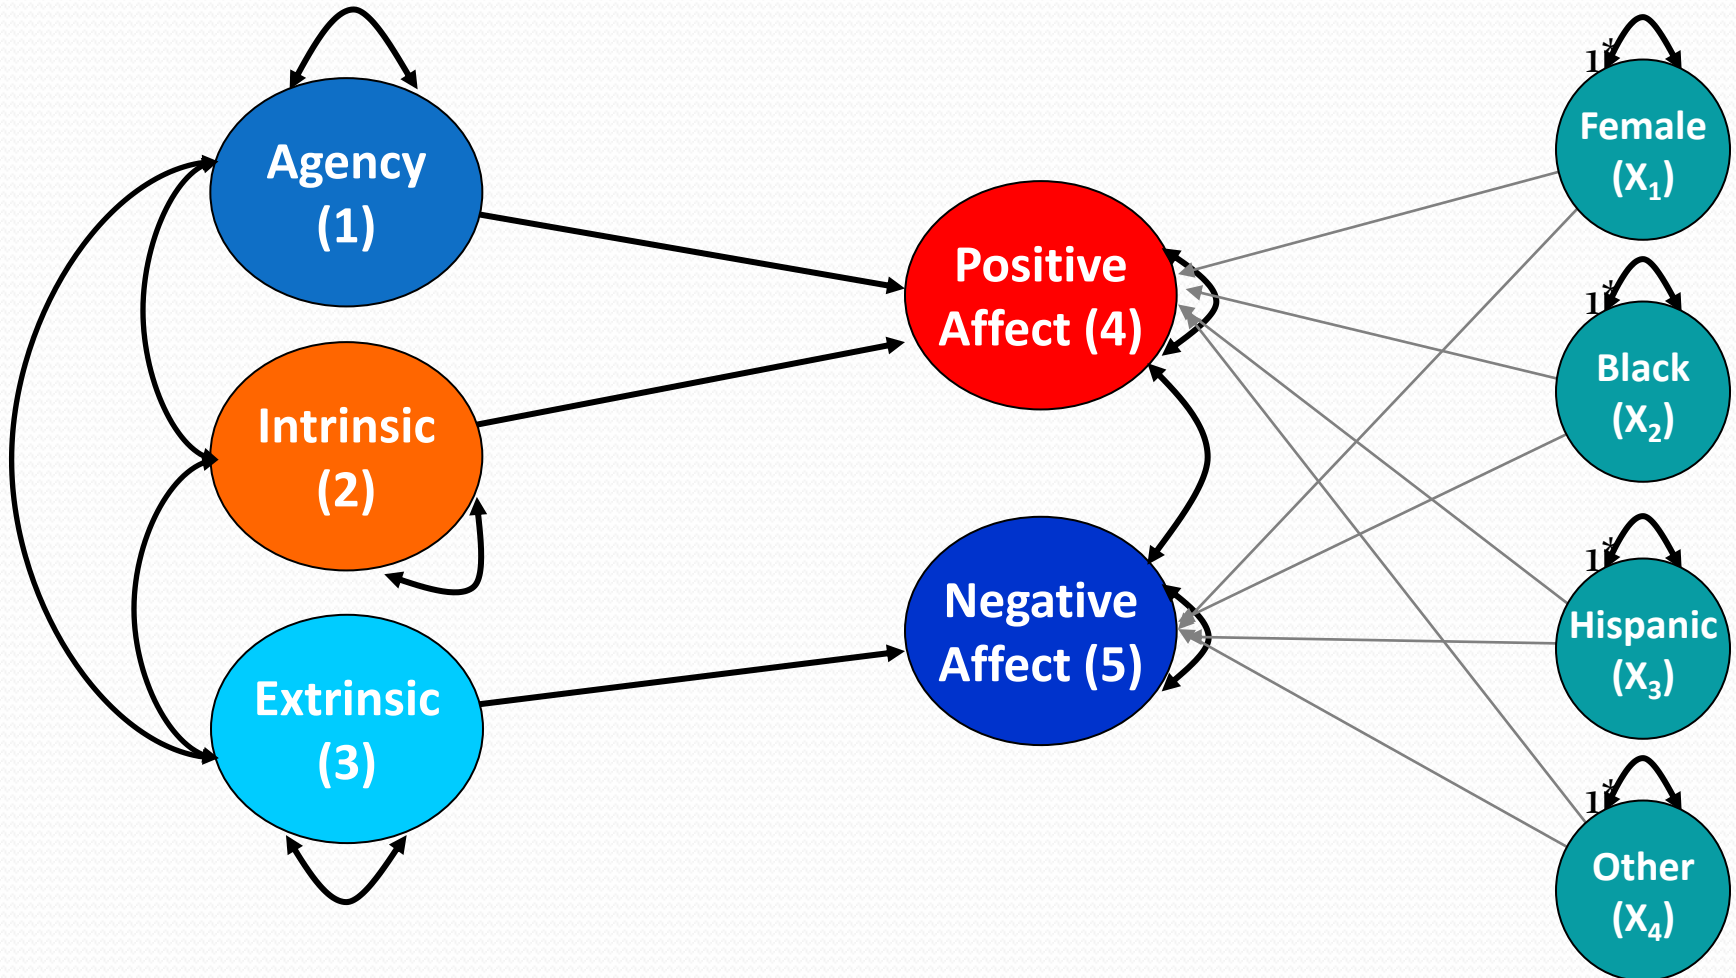 Agency
(1)
Intrinsic
(2)
Extrinsic
(3)
Positive
Affect (4)
Negative
Affect (5)
1*
Female
(X₁)
1*
Black
(X₂)
1*
Hispanic
(X₃)
1*
Other
(X₄)